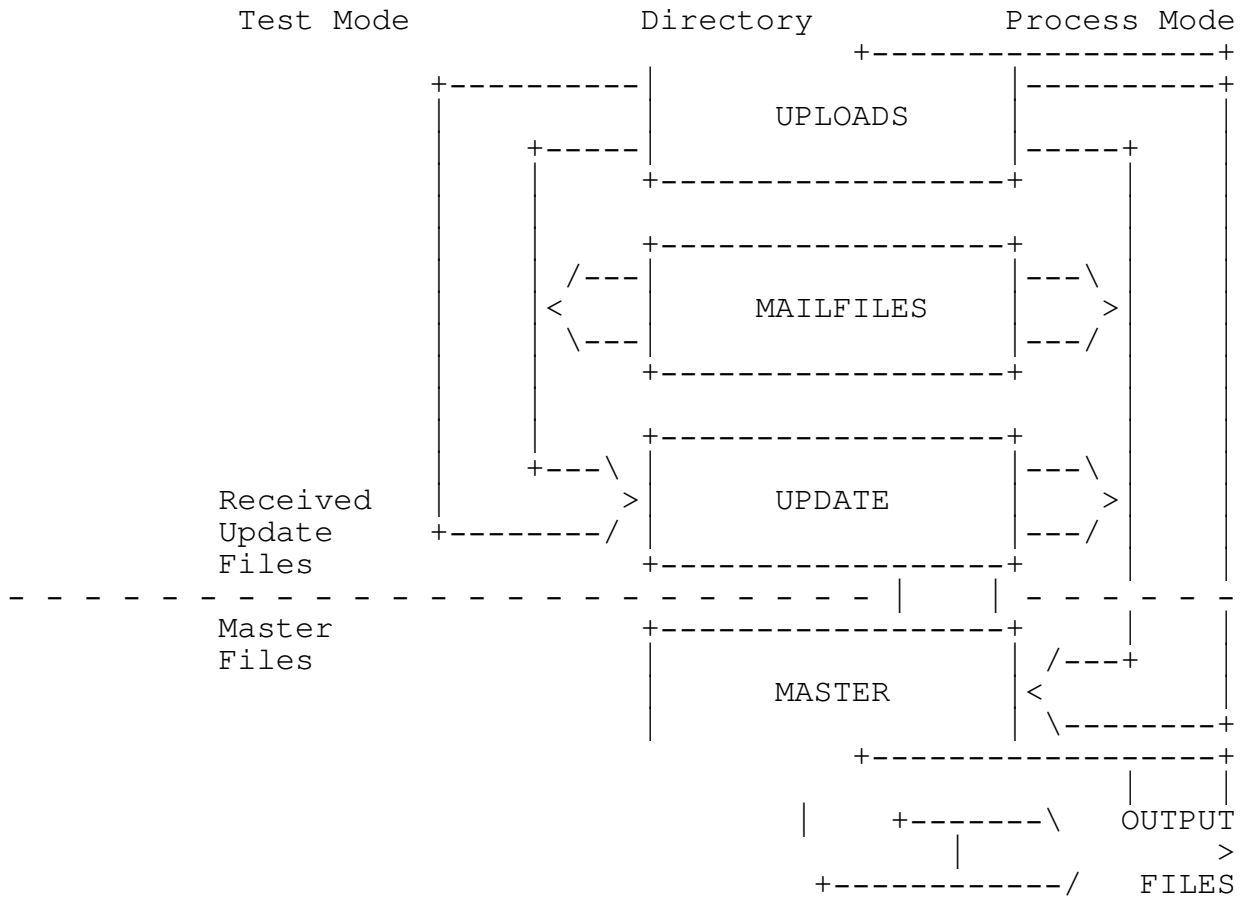 Test Mode Directory Process Mode
UPLOADS
MAILFILES
Received UPDATE
Update
Files
Master
Files
MASTER
OUTPUT
FILES